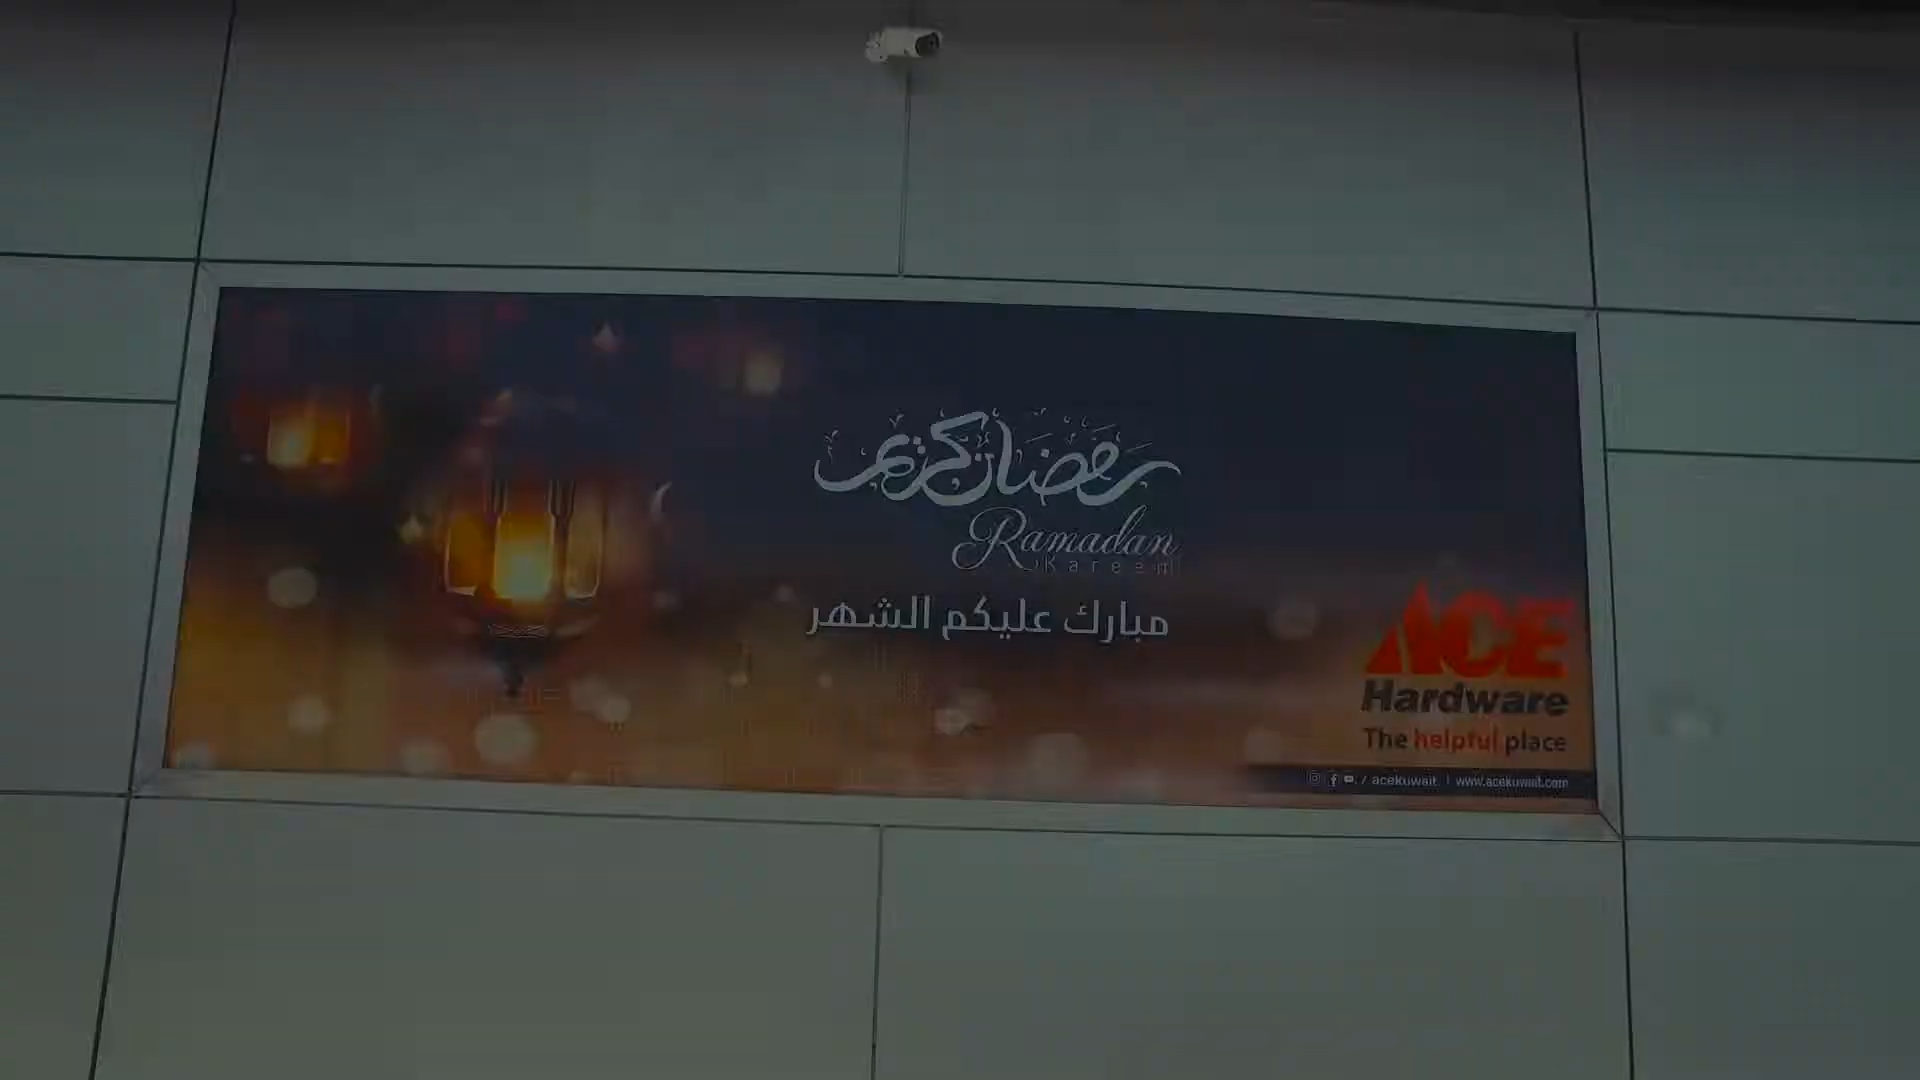 رمضان كريم
Ramadan
Kareem
مبارك عليكم الشهر
ACE
Hardware
The helpful place
/ acekuwait | www.acekuwait.com